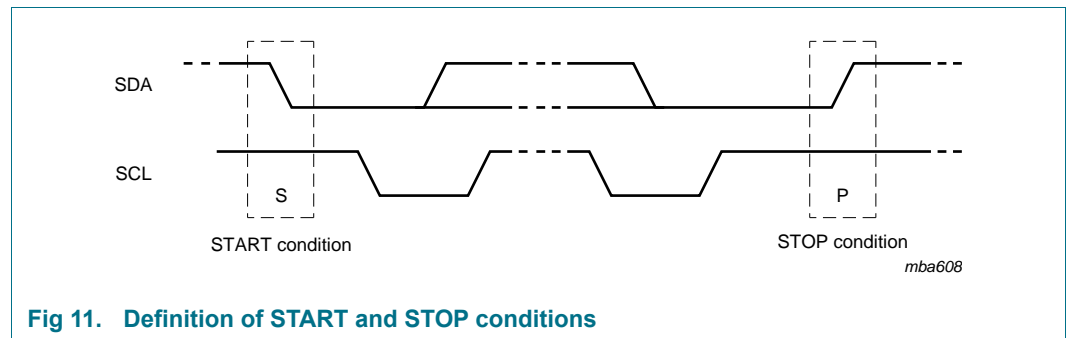 SDA
SCL
S
P
START condition
STOP condition
mba608
Fig 11. Definition of START and STOP conditions